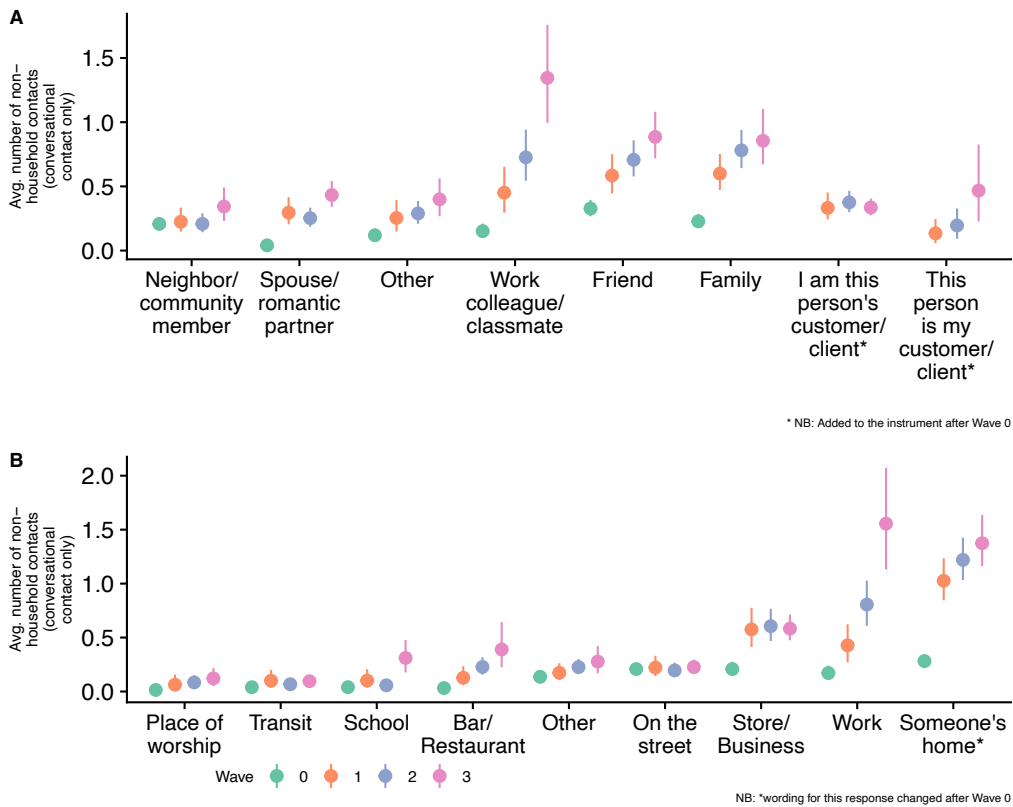 A
Avg. number of non−
household contacts
(conversational
contact only)
1.5
1.0
0.5
0.0
Neighbor/
community
member
Spouse/
romantic
partner
Other
Work
colleague/
classmate
Friend
Family
I am this
person's
customer/
client*
This
person
is my
customer/
client*
* NB: Added to the instrument after Wave 0
B
Avg. number of non−
household contacts
(conversational
contact only)
2.0
1.5
1.0
0.5
0.0
Place of
worship
Transit
School
Bar/
Restaurant
Other
On the
street
Store/
Business
Work
Someone's
home*
Wave 0 1 2 3
NB: *wording for this response changed after Wave 0